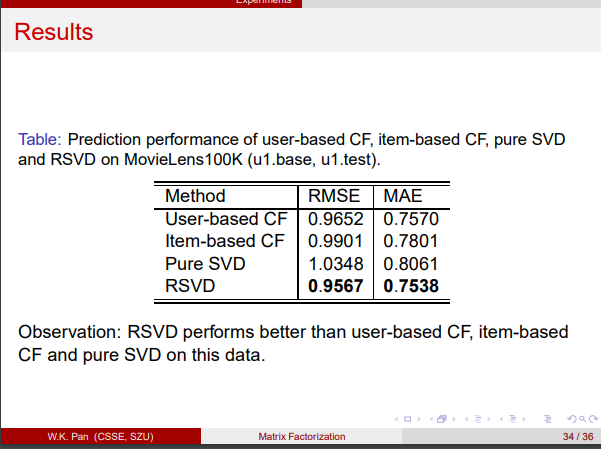 Experiments
Results
Table: Prediction performance of user-based CF, item-based CF, pure SVD
and RSVD on MovieLens100K (u1.base, u1.test).
Method RMSE MAE
User-based CF 0.9652 0.7570
Item-based CF 0.9901 0.7801
Pure SVD 1.0348 0.8061
RSVD 0.9567 0.7538
Observation: RSVD performs better than user-based CF, item-based
CF and pure SVD on this data.
W.K. Pan (CSSE, SZU) Matrix Factorization 34 / 36